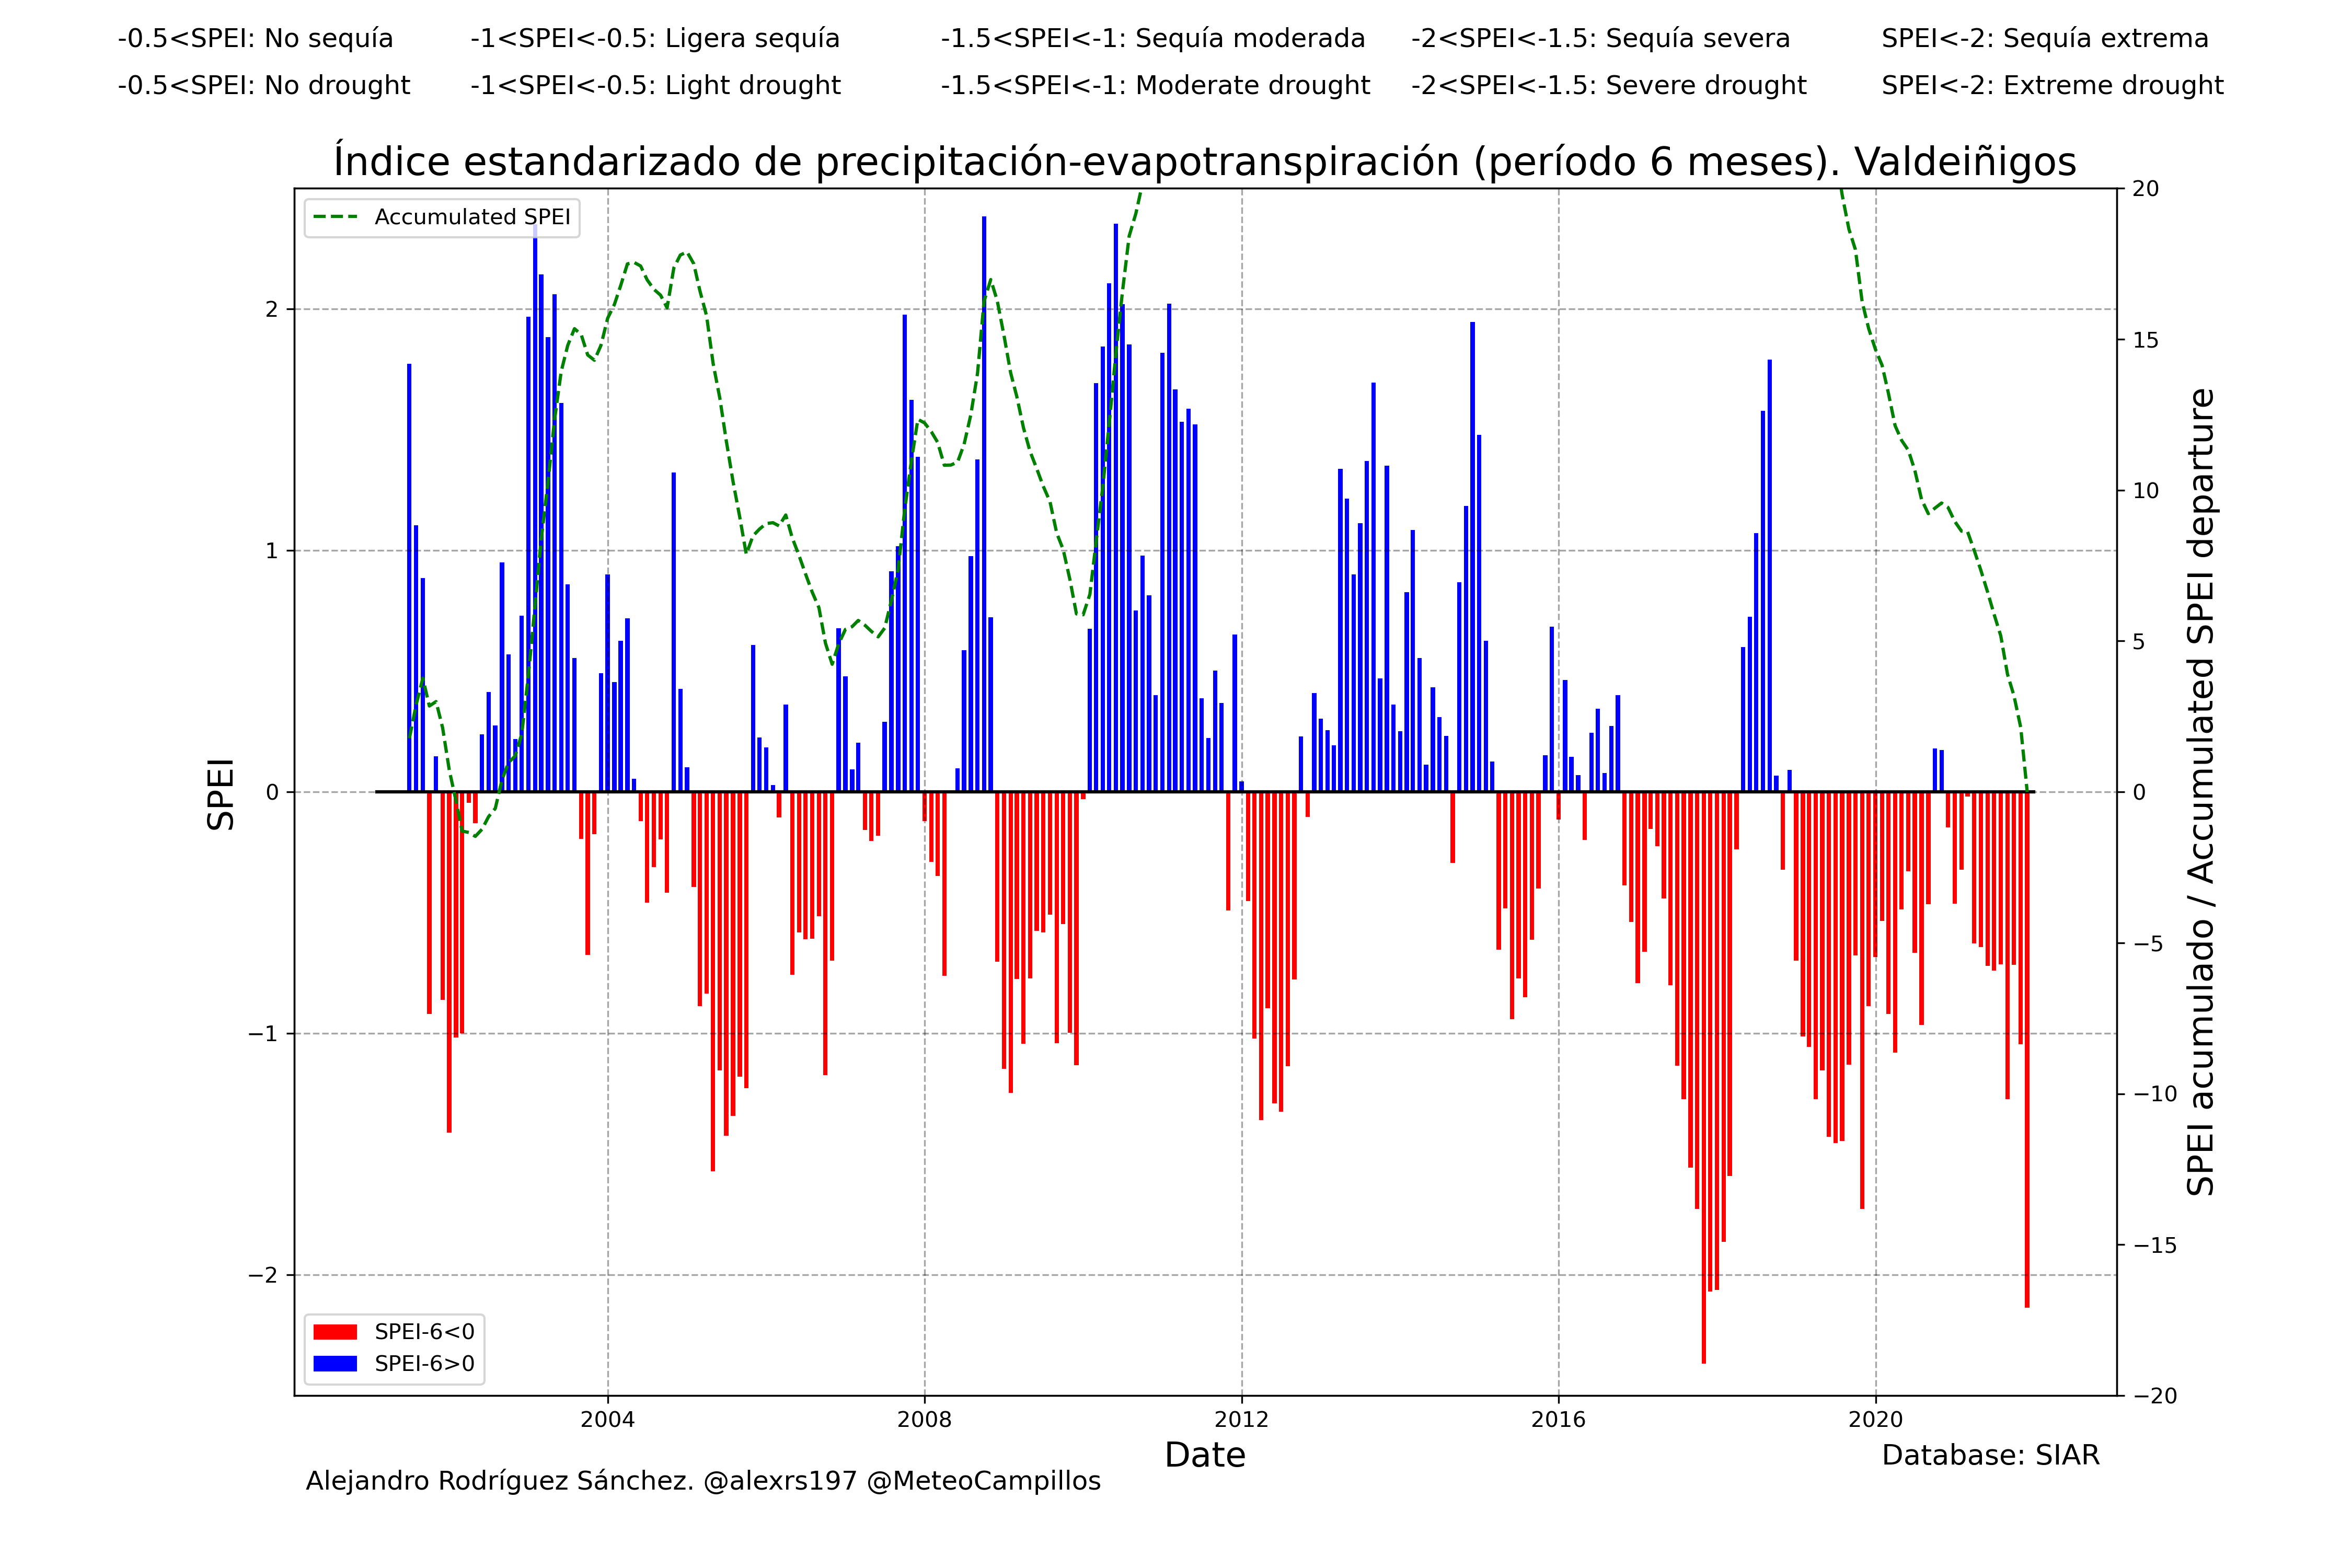 -0.5<SPEI: No sequía -1<SPEI<-0.5: Ligera sequía -1.5<SPEI<-1: Sequía moderada -2<SPEI<-1.5: Sequía severa SPEI<-2: Sequía extrema
-0.5<SPEI: No drought -1<SPEI<-0.5: Light drought -1.5<SPEI<-1: Moderate drought -2<SPEI<-1.5: Severe drought SPEI<-2: Extreme drought
Índice estandarizado de precipitación-evapotranspiración (período 6 meses). Valdeiñigos
Accumulated SPEI
SPEI
2
1
0
−1
−2
20
15
10
5
0
−5
−10
−15
−20
SPEI acumulado / Accumulated SPEI departure
SPEI-6<0
SPEI-6>0
2004 2008 2012 2016 2020
Date
Database: SIAR
Alejandro Rodríguez Sánchez. @alexrs197 @MeteoCampillos